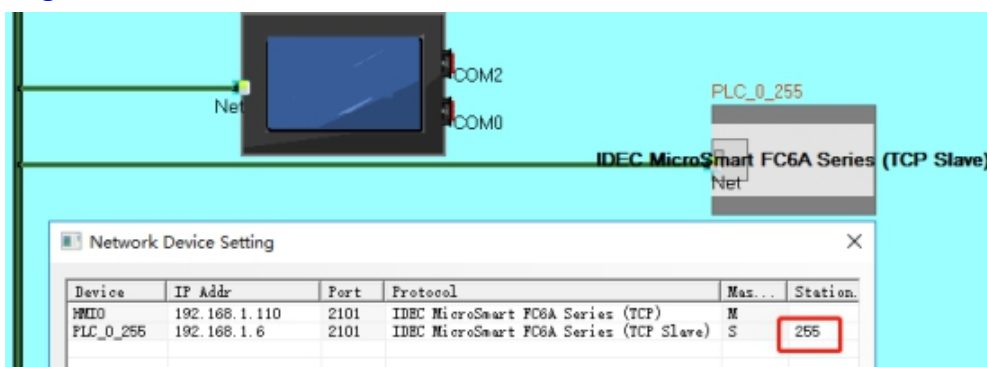 COM2
Net
COM0
PLC_0_255
IDEC MicroSmart FC6A Series (TCP Slave)
Net
Network Device Setting
Device IP Addr Port Protocol Mas... Station.
HMI0 192.168.1.110 2101 IDEC MicroSmart FC6A Series (TCP) M
PLC_0_255 192.168.1.6 2101 IDEC MicroSmart FC6A Series (TCP Slave) S 255